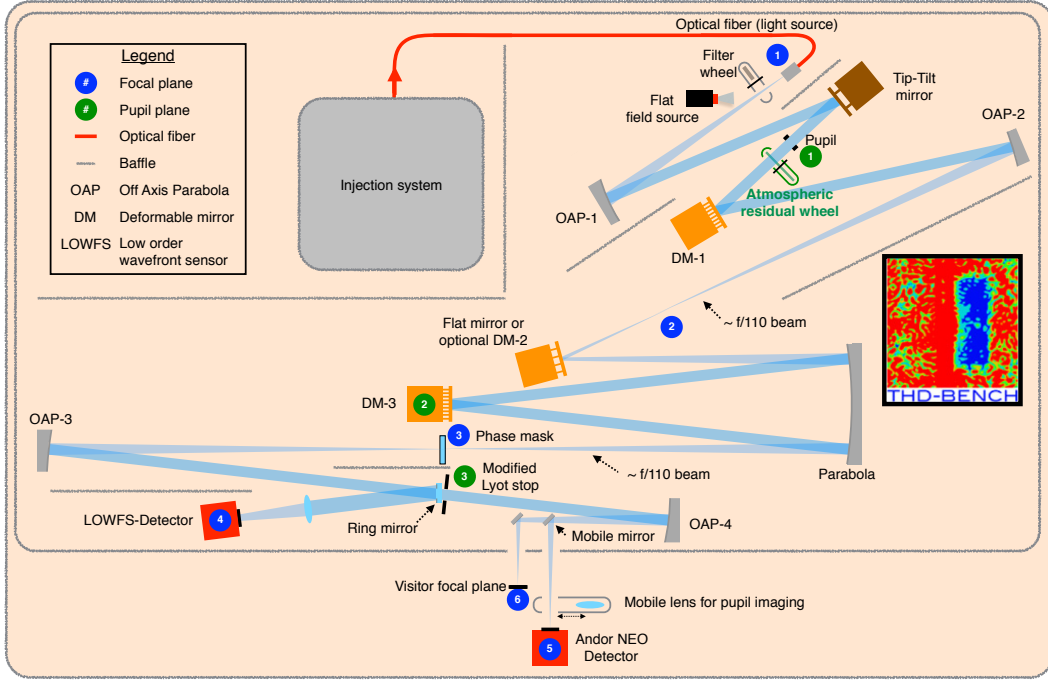 Optical fiber (light source)
Legend
# Focal plane
# Pupil plane
Optical fiber
Baffle
OAP Off Axis Parabola
DM Deformable mirror
LOWFS Low order
wavefront sensor
Injection system
1
Filter
wheel
Flat
field source
Tip-Tilt
mirror
OAP-2
Pupil
1
Atmospheric
residual wheel
OAP-1
DM-1
~ f/110 beam
2
Flat mirror or
optional DM-2
THD-BENCH
DM-3
2
OAP-3
3 Phase mask
~ f/110 beam
Parabola
3
Modified
Lyot stop
LOWFS-Detector
4
Ring mirror
OAP-4
Mobile mirror
Visitor focal plane
6
Mobile lens for pupil imaging
5
Andor NEO
Detector